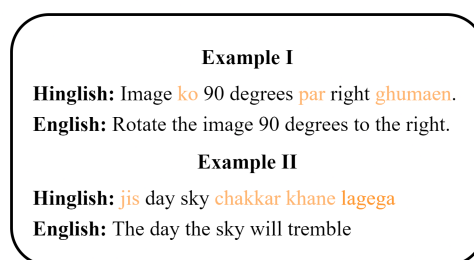 Example I
Hinglish: Image ko 90 degrees par right ghumaen.
English: Rotate the image 90 degrees to the right.
Example II
Hinglish: jis day sky chakkar khane lagega
English: The day the sky will tremble